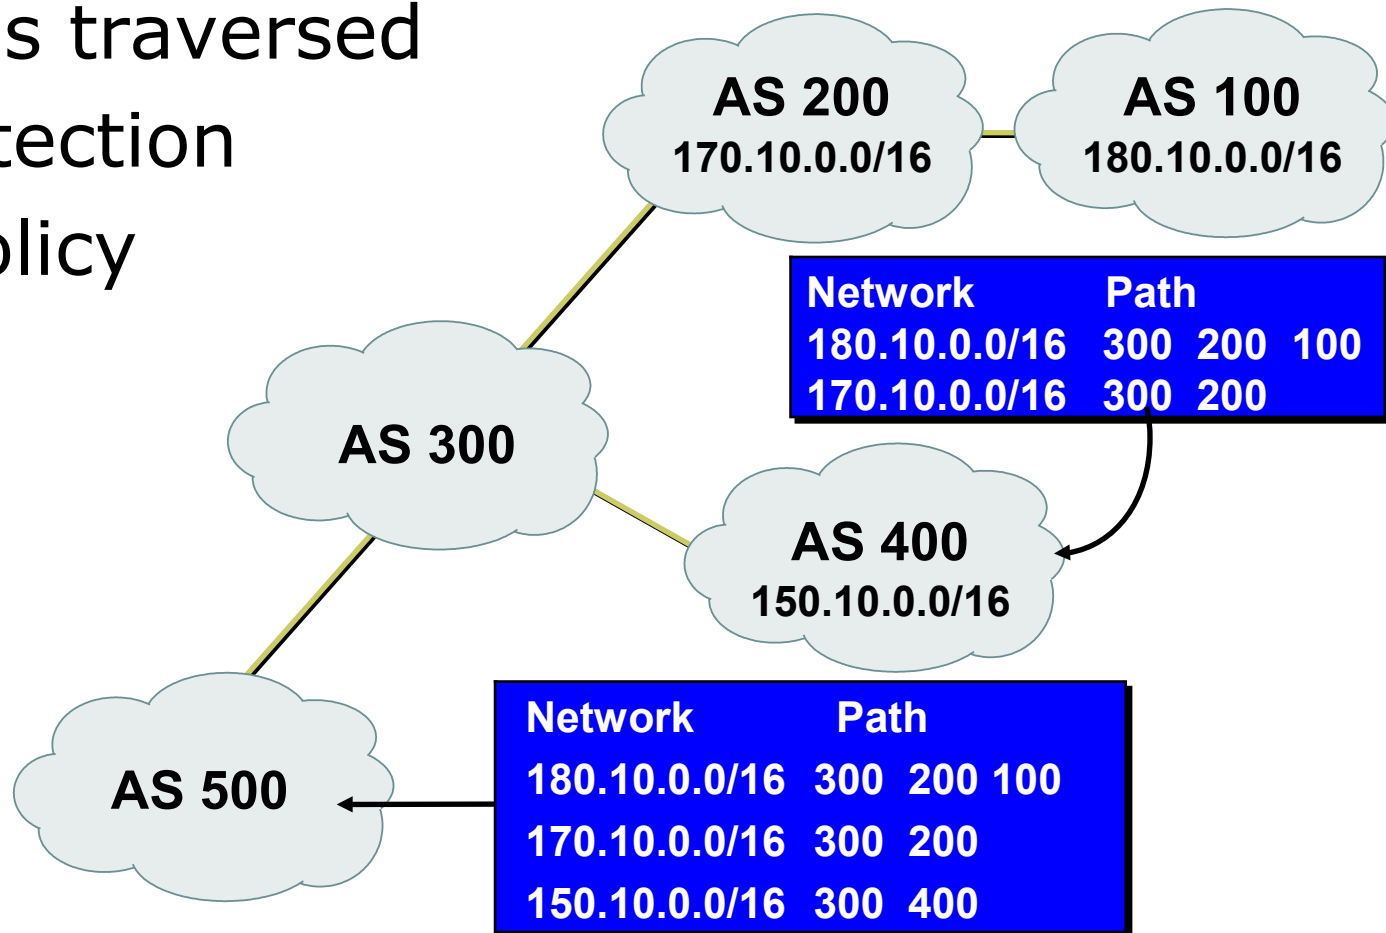 s traversed
tection
olicy
AS 200
170.10.0.0/16
AS 100
180.10.0.0/16
Network Path
180.10.0.0/16 300 200 100
170.10.0.0/16 300 200
AS 300
AS 400
150.10.0.0/16
AS 500
Network Path
180.10.0.0/16 300 200 100
170.10.0.0/16 300 200
150.10.0.0/16 300 400